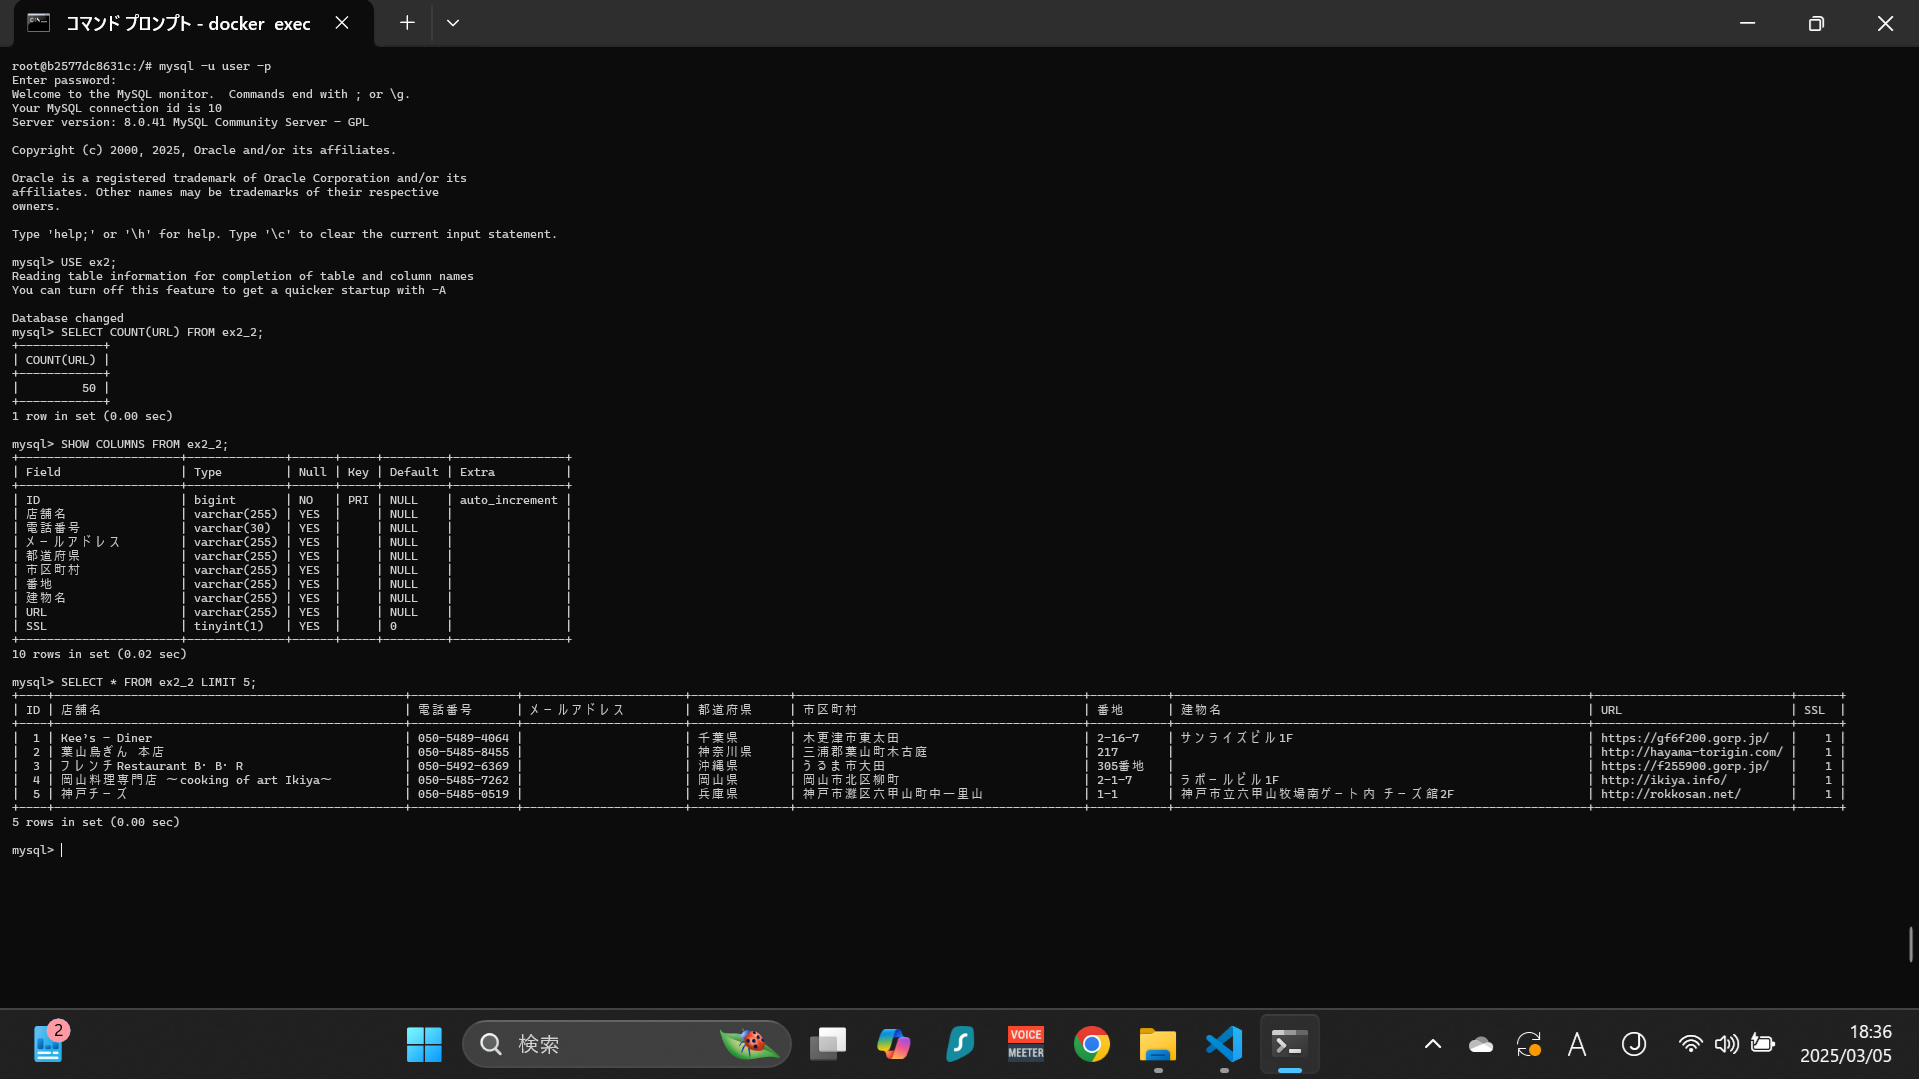 コマンド プロンプト - docker exec
root@b2577dc8631c:/# mysql -u user -p
Enter password:
Welcome to the MySQL monitor.  Commands end with ; or \g.
Your MySQL connection id is 10
Server version: 8.0.41 MySQL Community Server - GPL
Copyright (c) 2000, 2025, Oracle and/or its affiliates.
Oracle is a registered trademark of Oracle Corporation and/or its
affiliates. Other names may be trademarks of their respective
owners.
Type 'help;' or '\h' for help. Type '\c' to clear the current input statement.
mysql> USE ex2;
Reading table information for completion of table and column names
You can turn off this feature to get a quicker startup with -A
Database changed
mysql> SELECT COUNT(URL) FROM ex2_2;
+------------+
| COUNT(URL) |
+------------+
|         50 |
+------------+
1 row in set (0.00 sec)
mysql> SHOW COLUMNS FROM ex2_2;
| Field | Type | Null | Key | Default | Extra |
| ID | bigint | NO | PRI | NULL | auto_increment |
| 店舗名 | varchar(255) | YES | | NULL | |
| 電話番号 | varchar(30) | YES | | NULL | |
| メールアドレス | varchar(255) | YES | | NULL | |
| 都道府県 | varchar(255) | YES | | NULL | |
| 市区町村 | varchar(255) | YES | | NULL | |
| 番地 | varchar(255) | YES | | NULL | |
| 建物名 | varchar(255) | YES | | NULL | |
| URL | varchar(255) | YES | | NULL | |
| SSL | tinyint(1) | YES | | 0 | |
10 rows in set (0.02 sec)
mysql> SELECT * FROM ex2_2 LIMIT 5;
| ID | 店舗名 | 電話番号 | メールアドレス | 都道府県 | 市区町村 | 番地 | 建物名 | URL | SSL |
| 1 | Kee's - Diner | 050-5489-4064 | | 千葉県 | 木更津市東太田 | 2-16-7 | サンライズビル1F | https://gf6f200.gorp.jp/ | 1 |
| 2 | 葉山鳥ぎん 本店 | 050-5485-8455 | | 神奈川県 | 三浦郡葉山町木古庭 | 217 | | http://hayama-torigin.com/ | 1 |
| 3 | フレンチRestaurant B・B・R | 050-5492-6369 | | 沖縄県 | うるま市大田 | 305番地 | | https://f255900.gorp.jp/ | 1 |
| 4 | 岡山料理専門店 ～cooking of art Ikiya～ | 050-5485-7262 | | 岡山県 | 岡山市北区柳町 | 2-1-7 | ラポールビル1F | http://ikiya.info/ | 1 |
| 5 | 神戸チーズ | 050-5485-0519 | | 兵庫県 | 神戸市灘区六甲山町中一里山 | 1-1 | 神戸市立六甲山牧場南ゲート内 チーズ館2F | http://rokkosan.net/ | 1 |
5 rows in set (0.00 sec)
mysql>
2
検索
VOICE
MEETER
A
J
18:36
2025/03/05